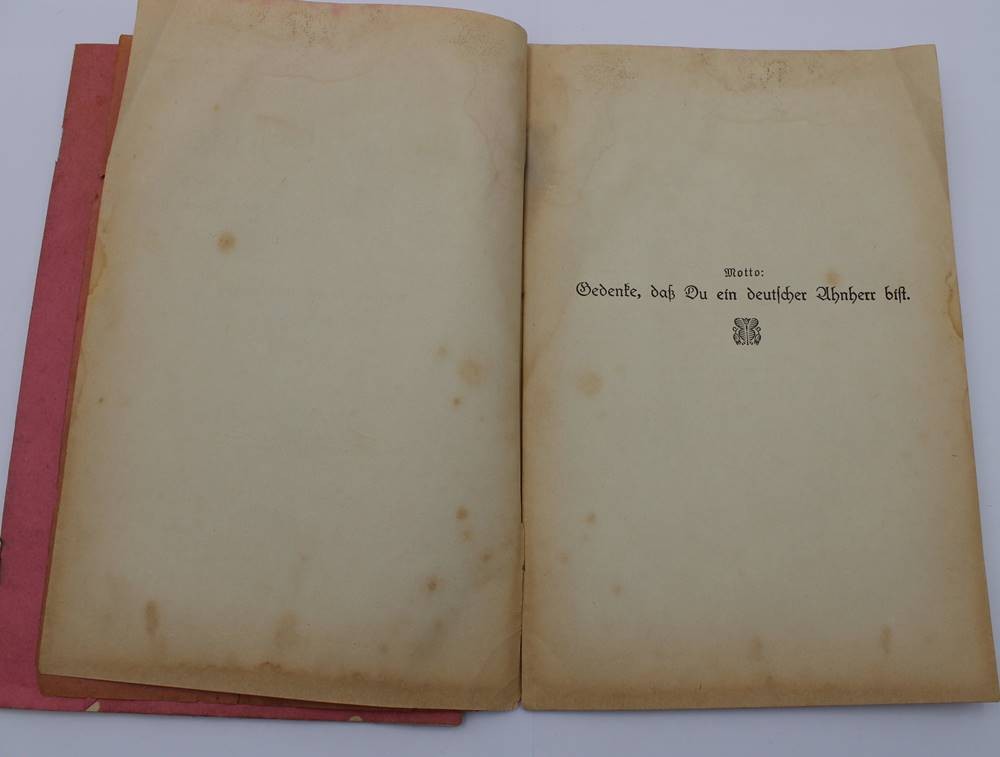 Motto:
Gedenke, daß Du ein deutscher Ahnherr bist.